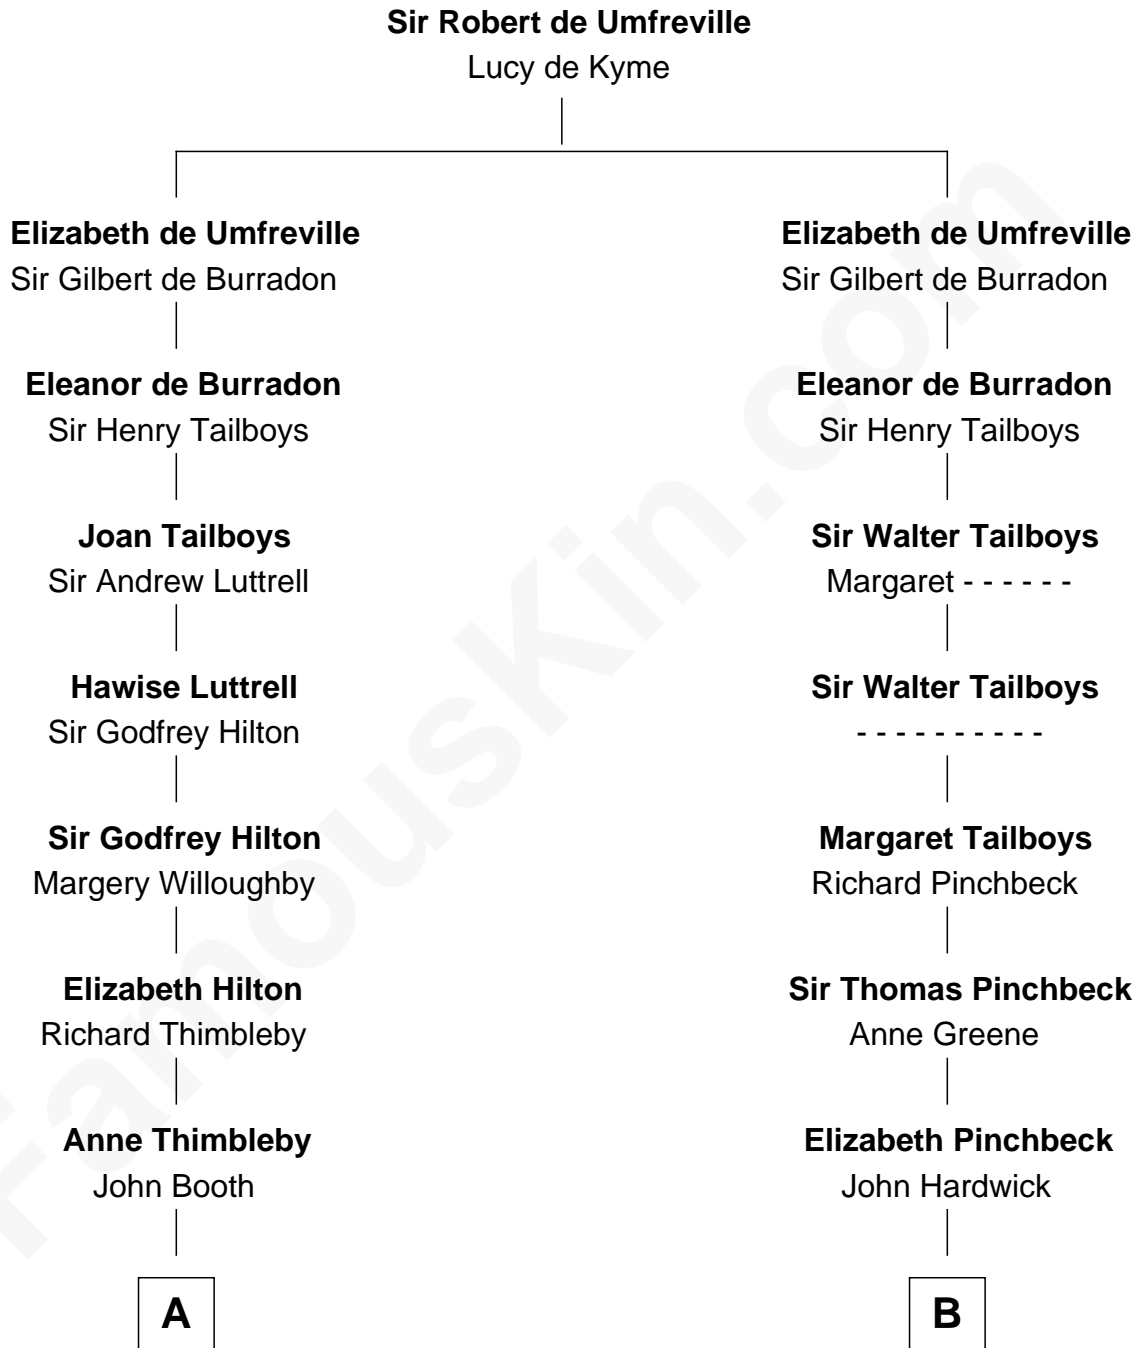 Sir Robert de Umfreville
Lucy de Kyme
Elizabeth de Umfreville
Sir Gilbert de Burradon
Elizabeth de Umfreville
Sir Gilbert de Burradon
Eleanor de Burradon
Sir Henry Tailboys
Eleanor de Burradon
Sir Henry Tailboys
Joan Tailboys
Sir Andrew Luttrell
Sir Walter Tailboys
Margaret - - - - - -
Hawise Luttrell
Sir Godfrey Hilton
Sir Walter Tailboys
- - - - - - - - - -
Sir Godfrey Hilton
Margery Willoughby
Margaret Tailboys
Richard Pinchbeck
Elizabeth Hilton
Richard Thimbleby
Sir Thomas Pinchbeck
Anne Greene
Anne Thimbleby
John Booth
Elizabeth Pinchbeck
John Hardwick
A
B
FamousKin.com